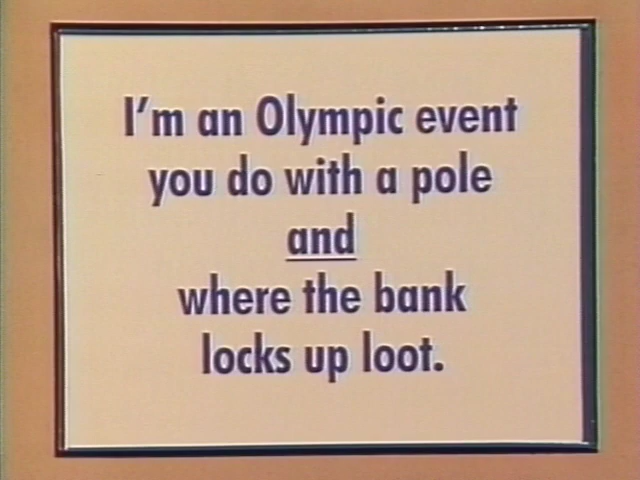 I'm an Olympic event
you do with a pole
and
where the bank
locks up loot.